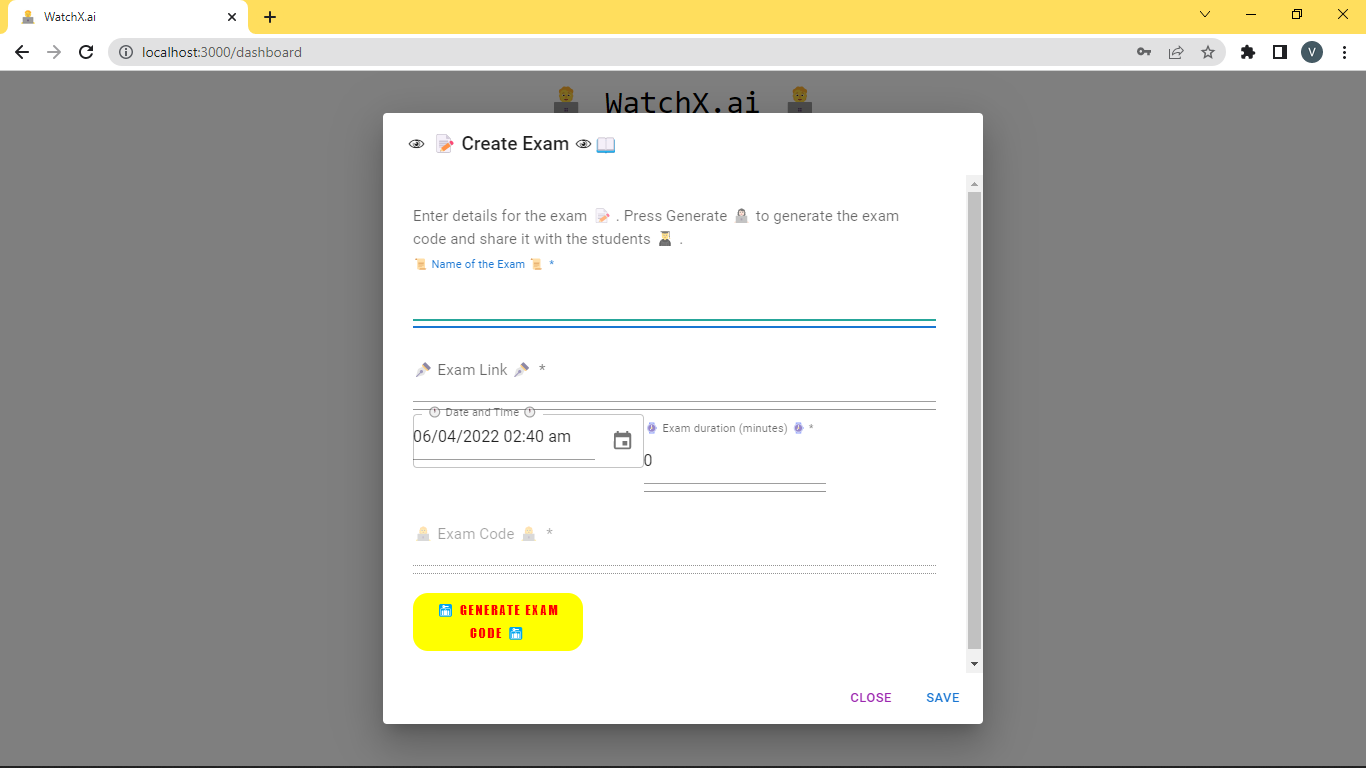 WatchX.ai
localhost:3000/dashboard
V
WatchX.ai
Create Exam
Enter details for the exam 📝 . Press Generate 👩‍💻 to generate the exam
code and share it with the students 👨‍🎓 .
📜 Name of the Exam 📜 *
Exam Link *
Date and Time
06/04/2022 02:40 am
Exam duration (minutes) *
0
Exam Code *
GENERATE EXAM
CODE
CLOSE
SAVE